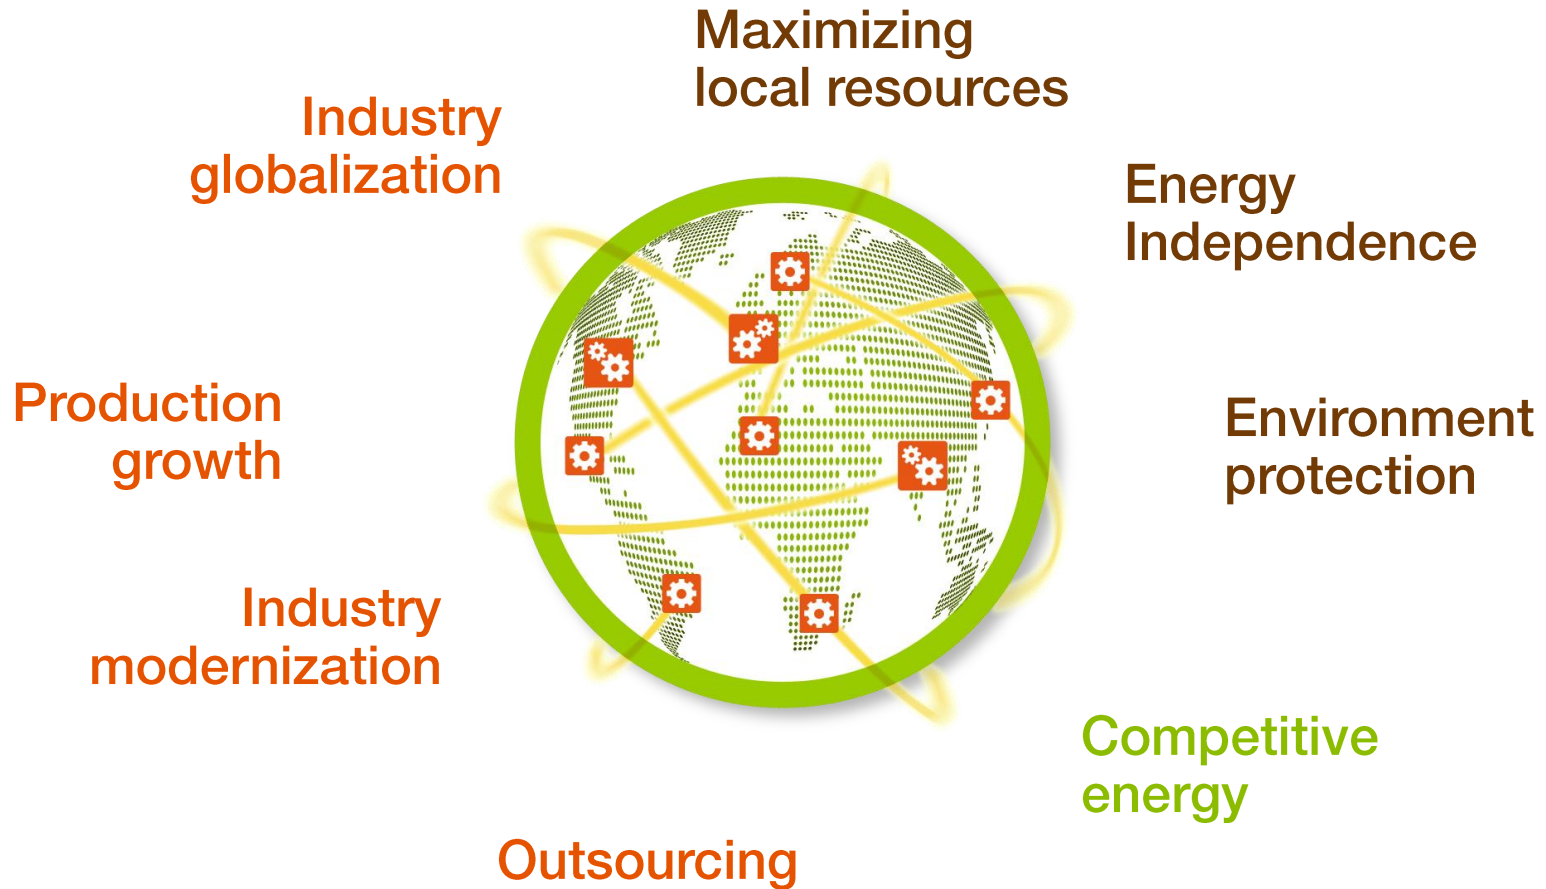 Maximizing
local resources
Industry
globalization
Energy
Independence
Production
growth
Environment
protection
Industry
modernization
Competitive
energy
Outsourcing